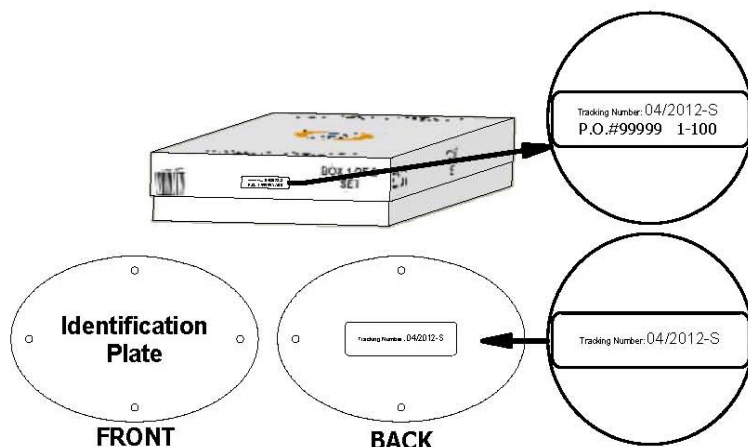 Tracking Number: 04/2012-S
P.O.#99999 1-100
BOX 1 OF
SET
Identification
Plate
FRONT
Tracking Number: 04/2012-S
BACK
Tracking Number: 04/2012-S